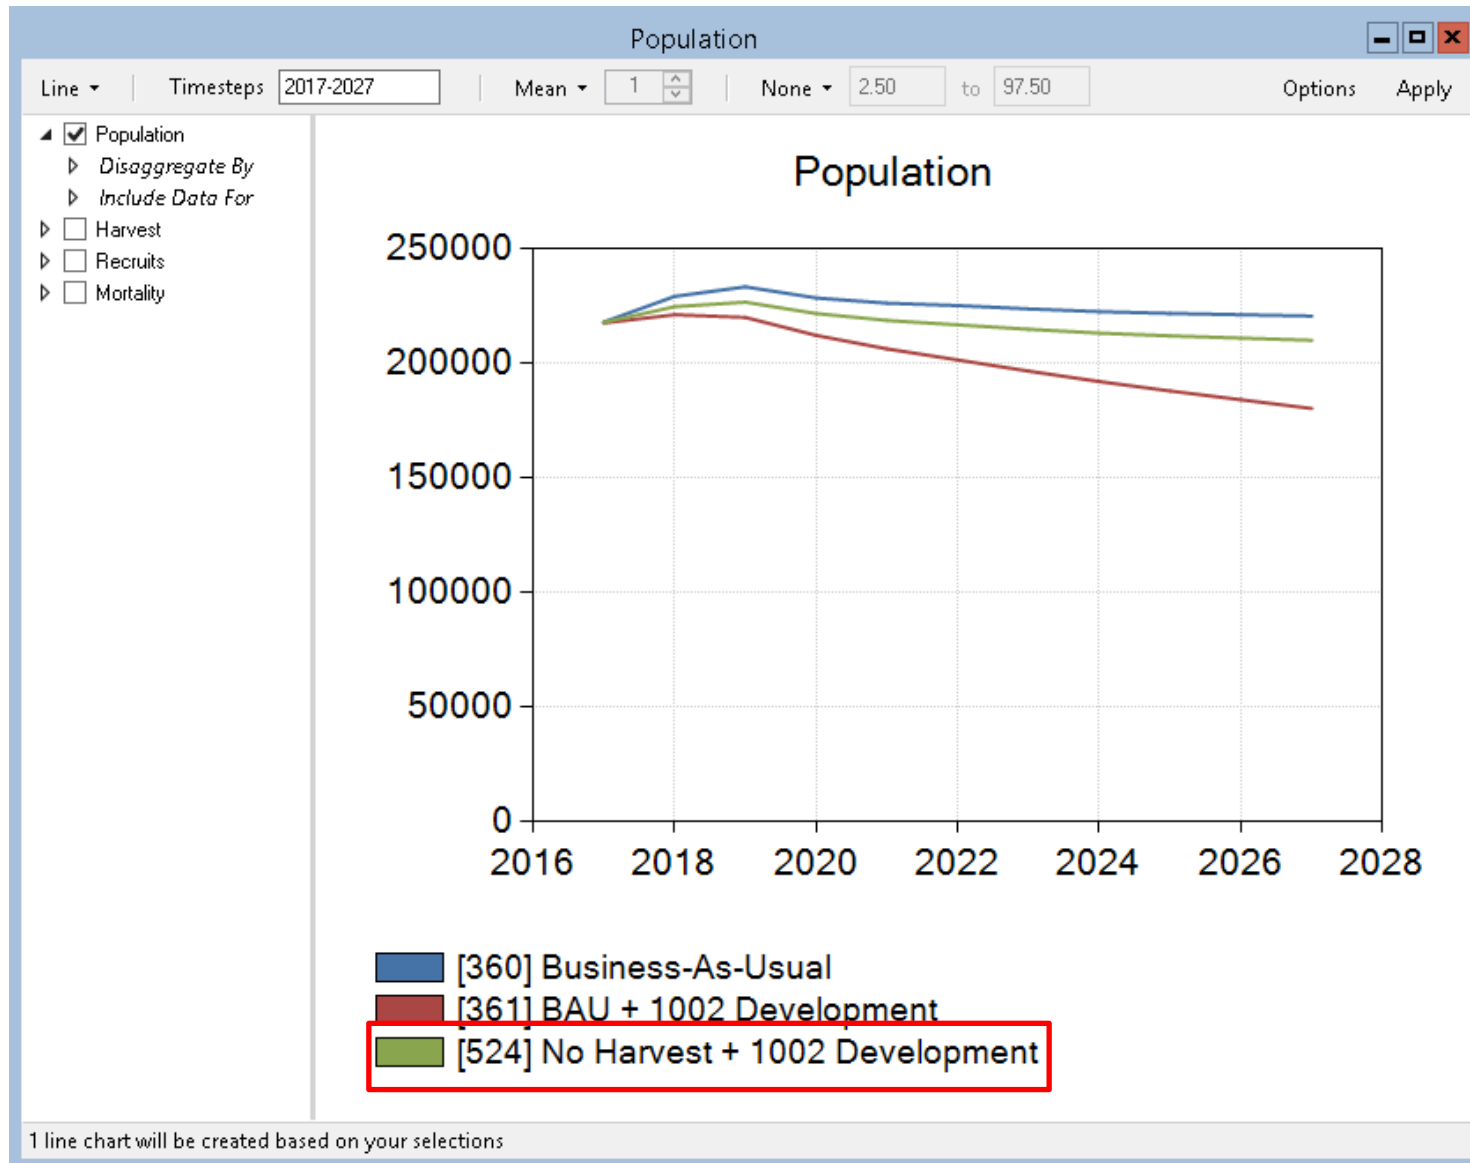 Population
Line Timesteps 2017-2027 Mean 1 None 2.50 to 97.50 Options Apply
Population
Disaggregate By
Include Data For
Harvest
Recruits
Mortality
Population
250000
200000
150000
100000
50000
0
2016 2018 2020 2022 2024 2026 2028
[360] Business-As-Usual
[361] BAU + 1002 Development
[524] No Harvest + 1002 Development
1 line chart will be created based on your selections